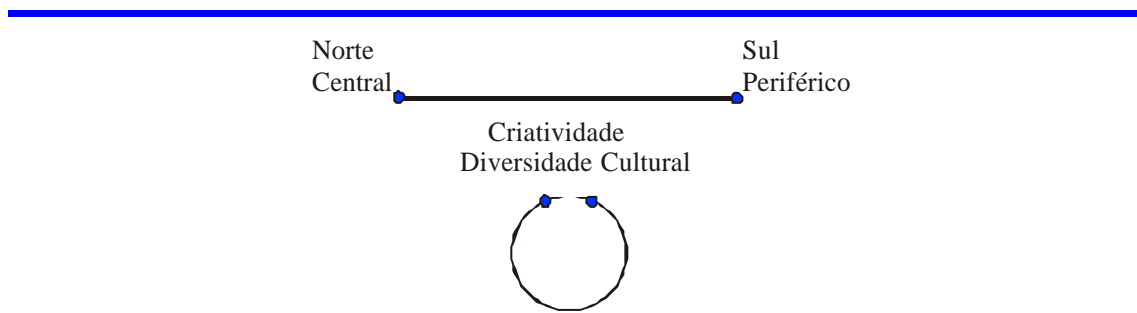 Norte
Central
Sul
Periférico
Criatividade
Diversidade Cultural